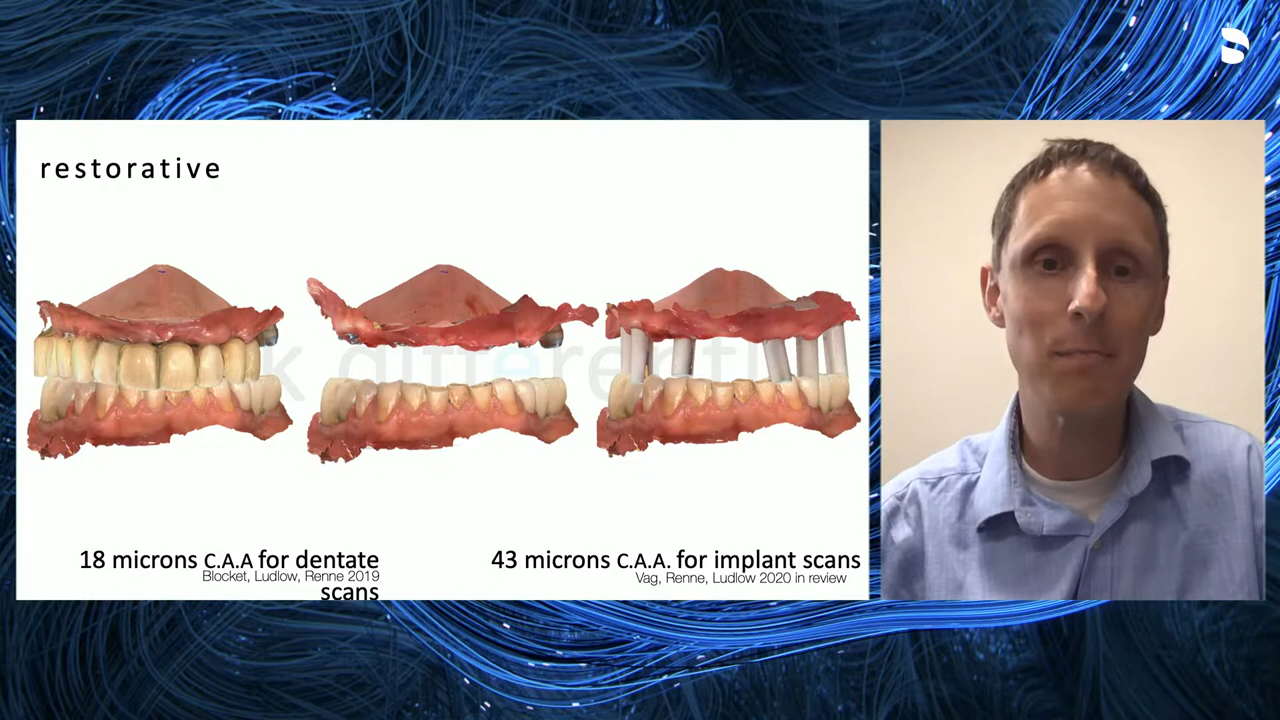 restorative
18 microns C.A.A for dentate
Blocket, Ludlow, Renne 2019
scans
43 microns C.A.A. for implant scans
Vag, Renne, Ludlow 2020 in review